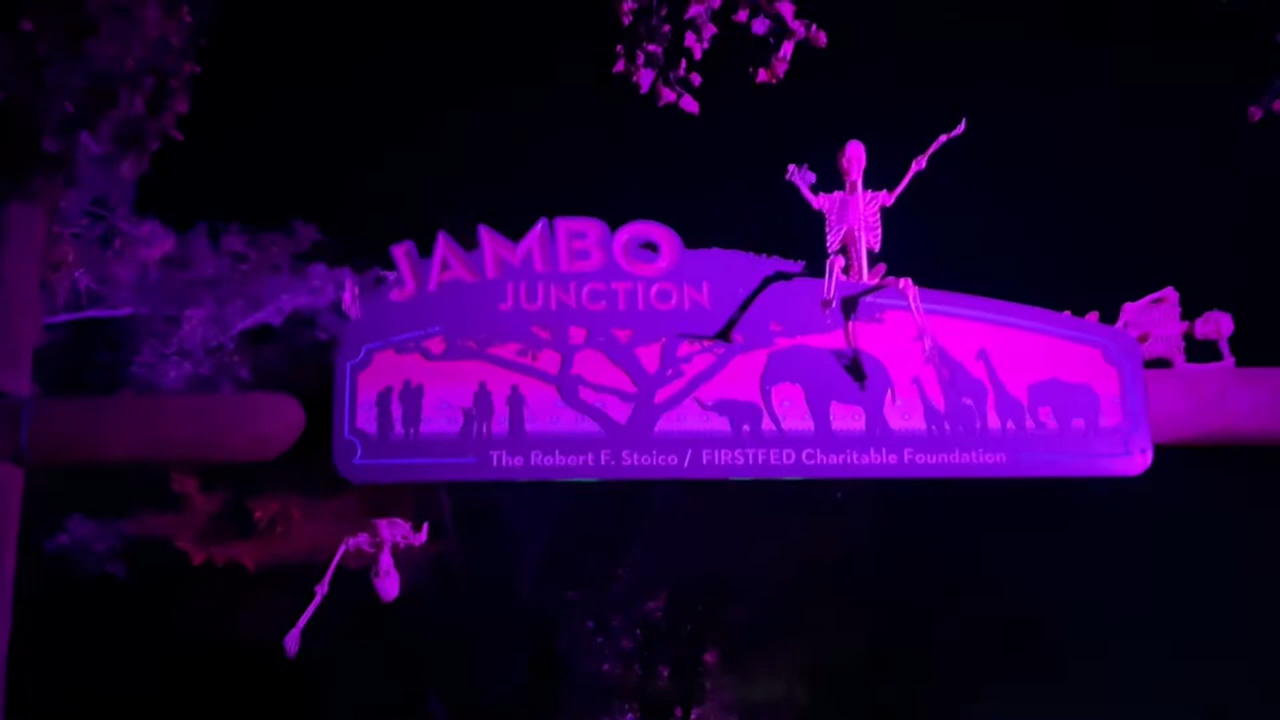 JAMBO
JUNCTION
The Robert F. Stoico / FIRSTFED Charitable Foundation